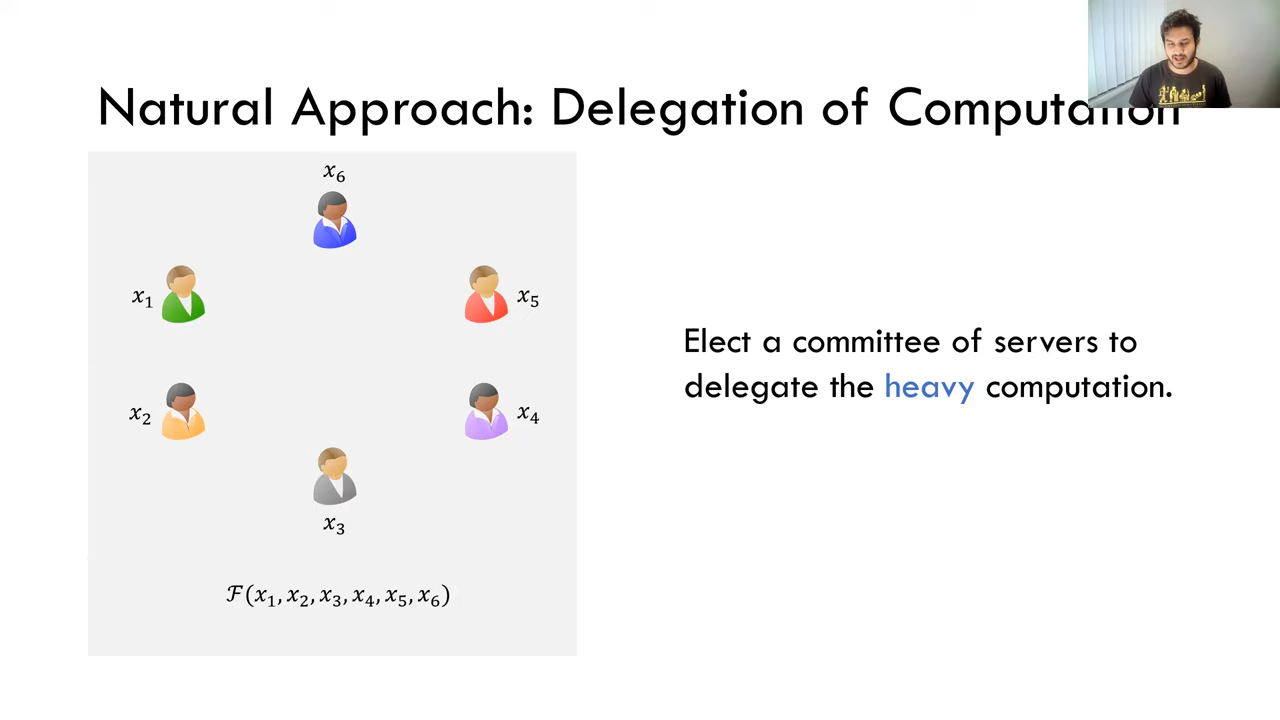 Natural Approach: Delegation of Computation
x₆
x₁
x₅
Elect a committee of servers to
delegate the heavy computation.
x₂
x₄
x₃
ℱ(x₁, x₂, x₃, x₄, x₅, x₆)